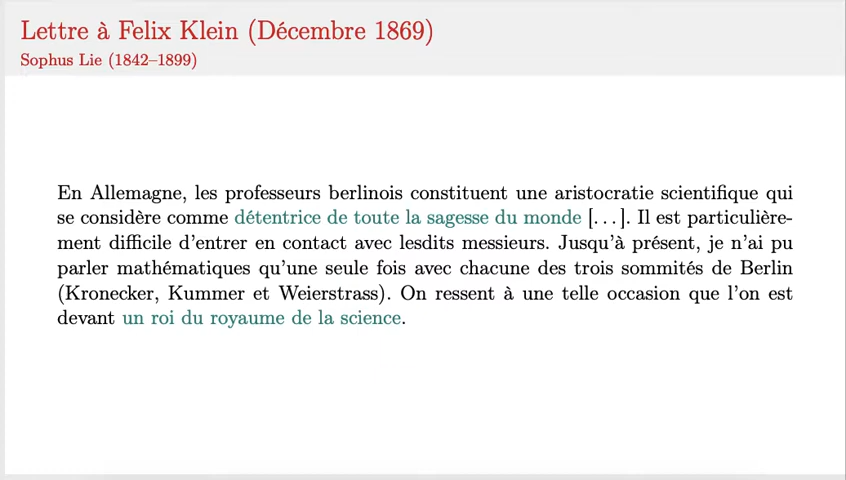 Lettre à Felix Klein (Décembre 1869)
Sophus Lie (1842–1899)
En Allemagne, les professeurs berlinois constituent une aristocratie scientifique qui
se considère comme détentrice de toute la sagesse du monde [...]. Il est particulière-
ment difficile d'entrer en contact avec lesdits messieurs. Jusqu'à présent, je n'ai pu
parler mathématiques qu'une seule fois avec chacune des trois sommités de Berlin
(Kronecker, Kummer et Weierstrass). On ressent à une telle occasion que l'on est
devant un roi du royaume de la science.